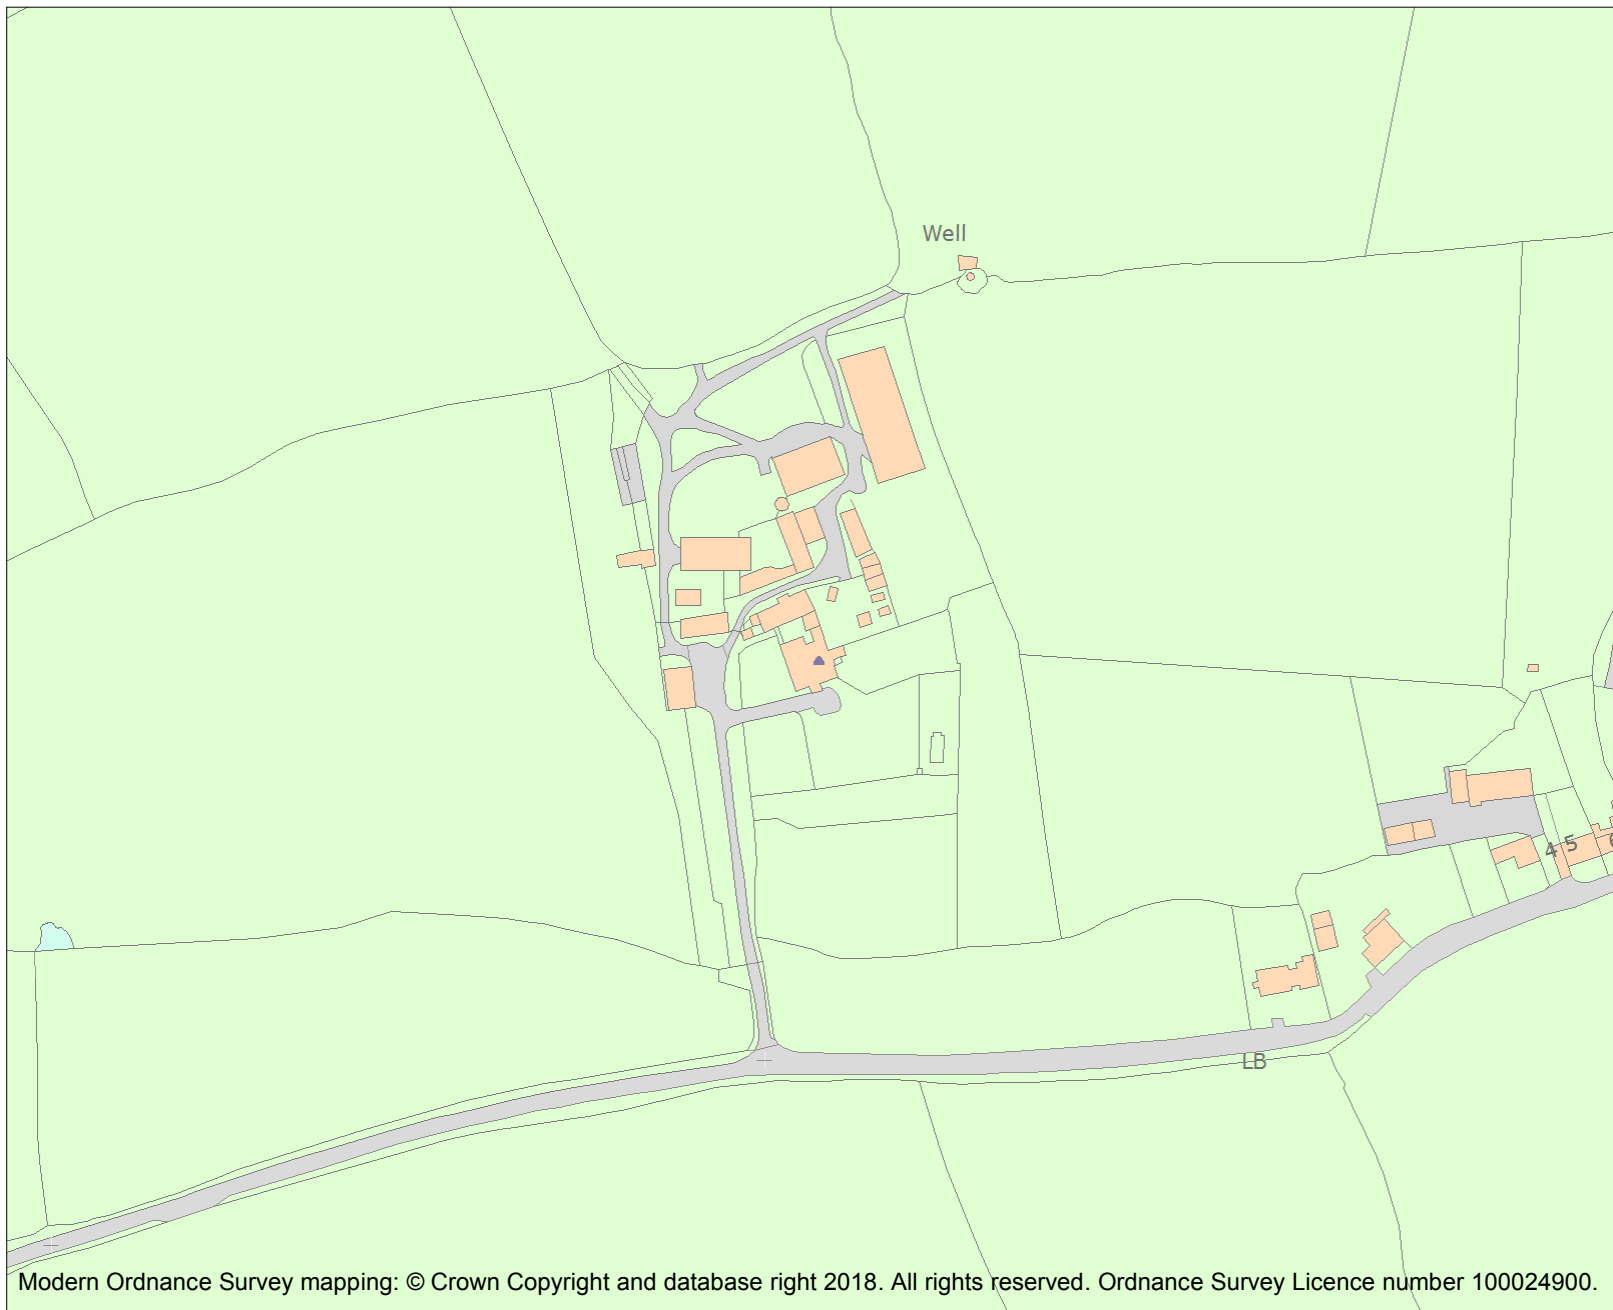 Well
4 5
LB
Modern Ordnance Survey mapping: © Crown Copyright and database right 2018. All rights reserved. Ordnance Survey Licence number 100024900.